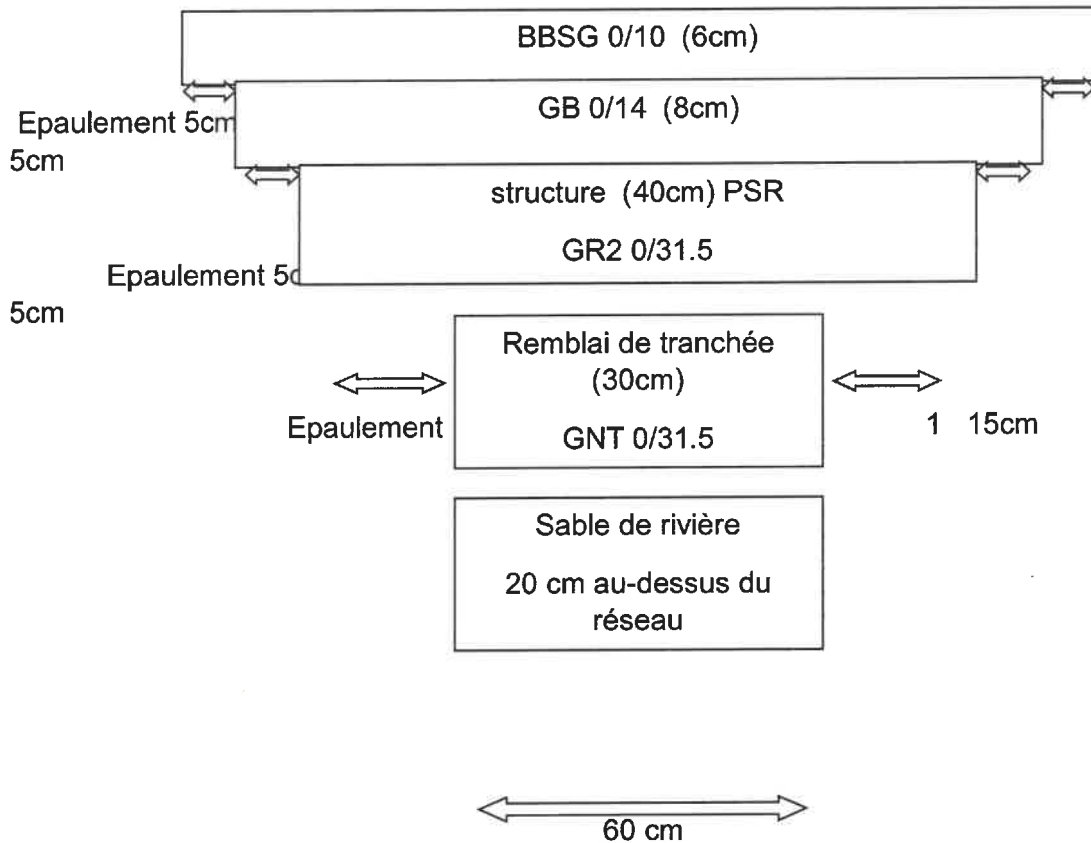 BBSG 0/10 (6cm)
GB 0/14 (8cm)
Epaulement 5cm
5cm
structure (40cm) PSR
GR2 0/31.5
Epaulement 5c
5cm
Remblai de tranchée
(30cm)
GNT 0/31.5
Epaulement
1 15cm
Sable de rivière
20 cm au-dessus du
réseau
60 cm